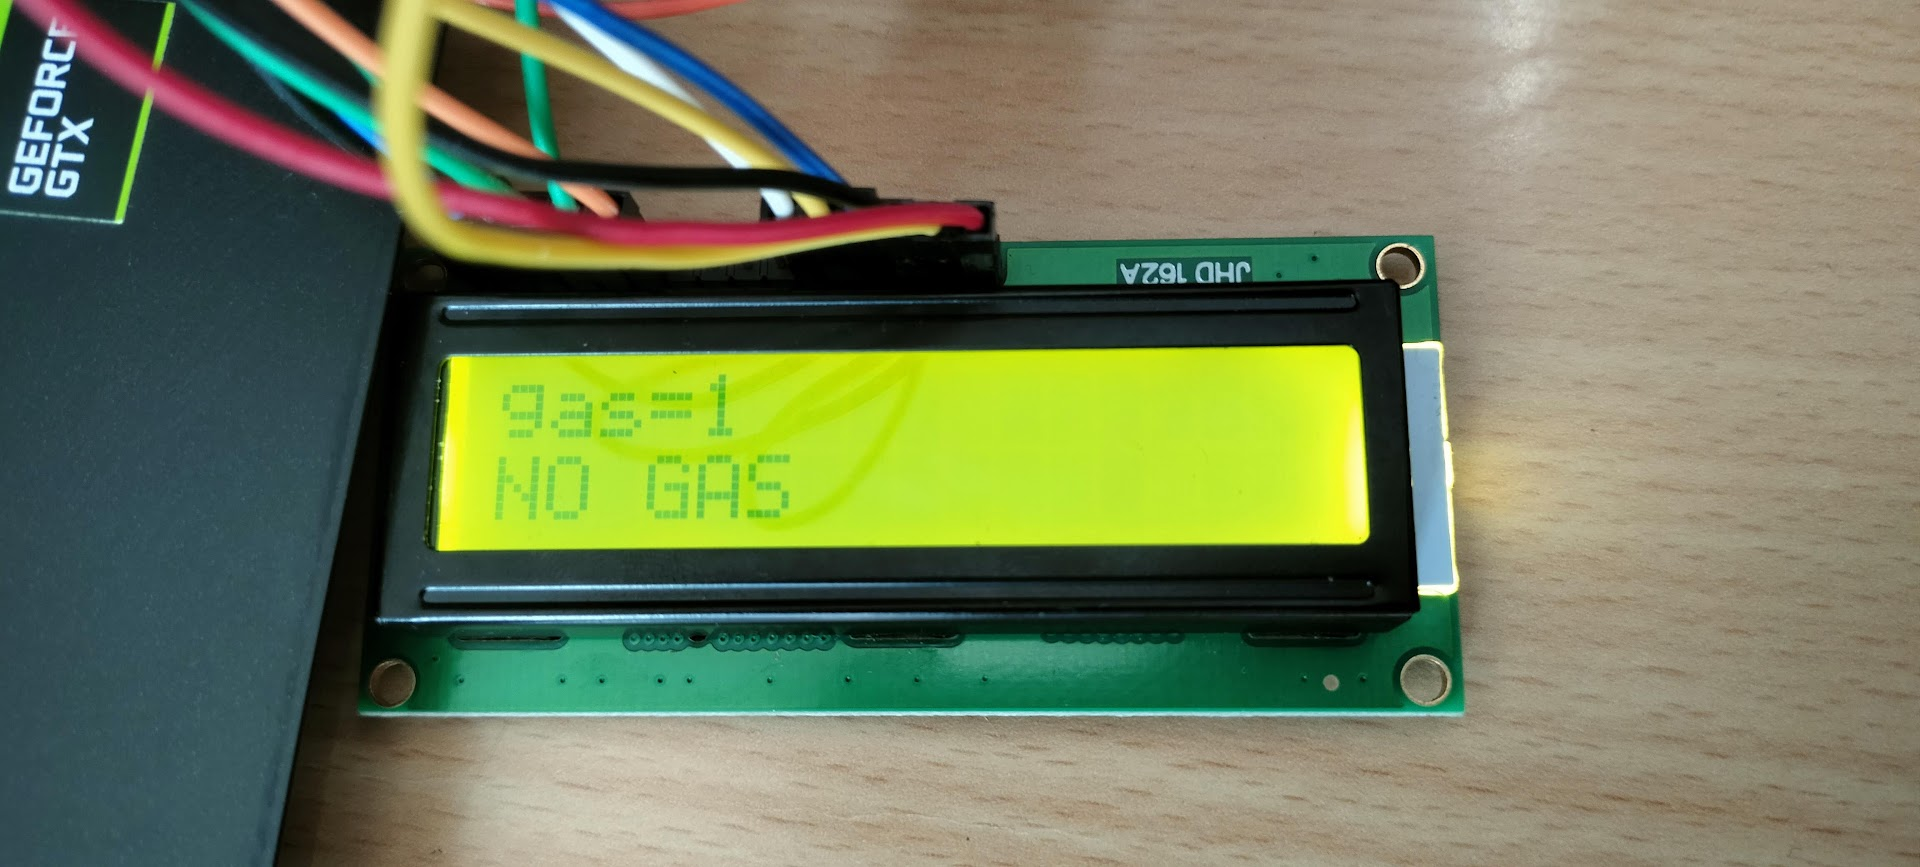 GEFORCE
GTX
JHD 162A
gas=1
NO GAS